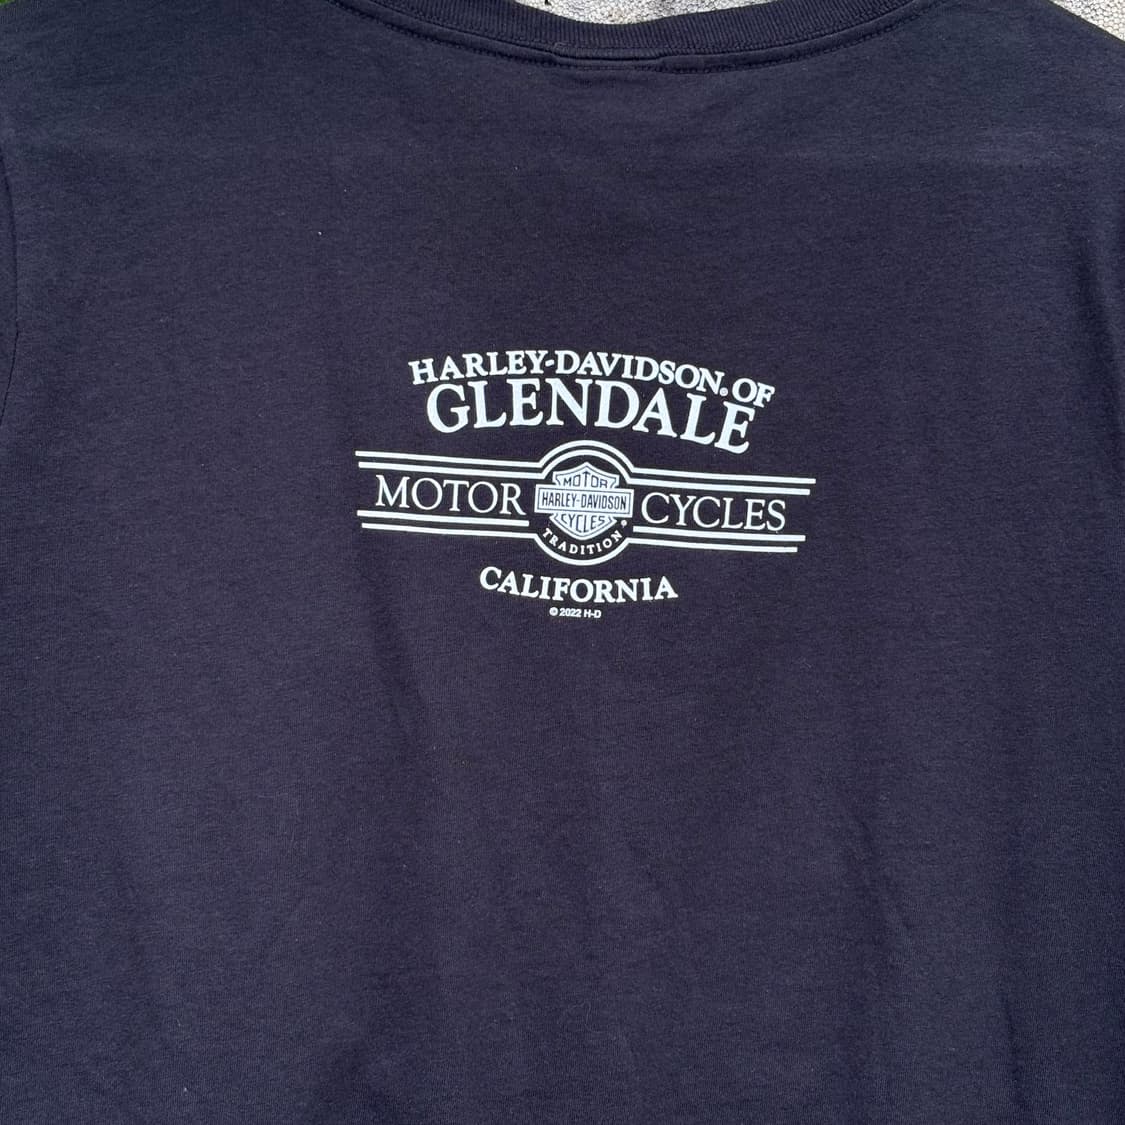 HARLEY-DAVIDSON® OF
GLENDALE
MOTOR CYCLES
MOTOR
HARLEY-DAVIDSON
CYCLES
TRADITION®
CALIFORNIA
© 2022 H-D